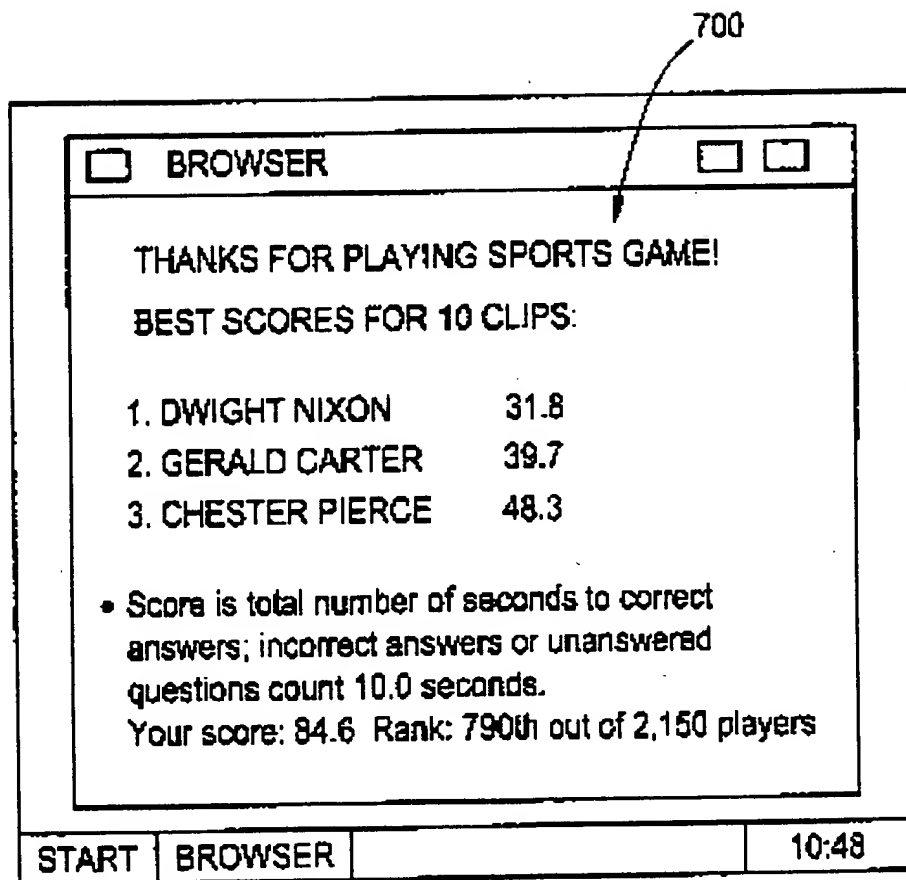 700
BROWSER
THANKS FOR PLAYING SPORTS GAME!
BEST SCORES FOR 10 CLIPS:
1. DWIGHT NIXON 31.8
2. GERALD CARTER 39.7
3. CHESTER PIERCE 48.3
• Score is total number of seconds to correct
answers; incorrect answers or unanswered
questions count 10.0 seconds.
Your score: 84.6 Rank: 790th out of 2,150 players
START BROWSER 10:48